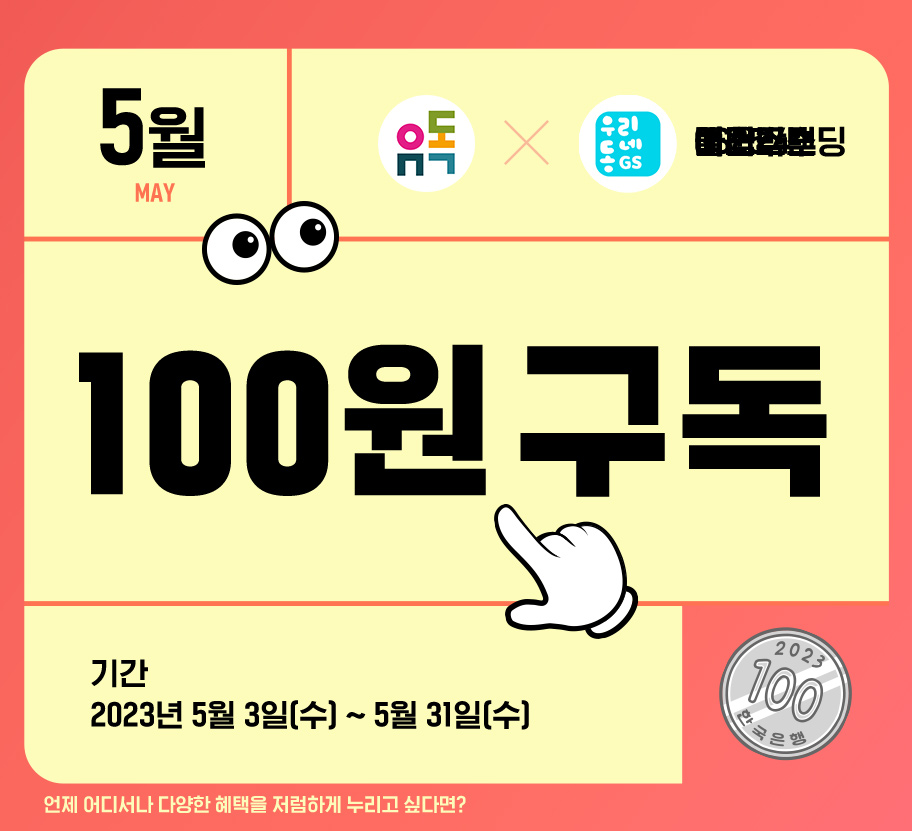 5월
MAY
유독
우리
동네
GS
100원 구독
기간
2023년 5월 3일(수) ~ 5월 31일(수)
2023
100
한국은행
언제 어디서나 다양한 혜택을 저렴하게 누리고 싶다면?